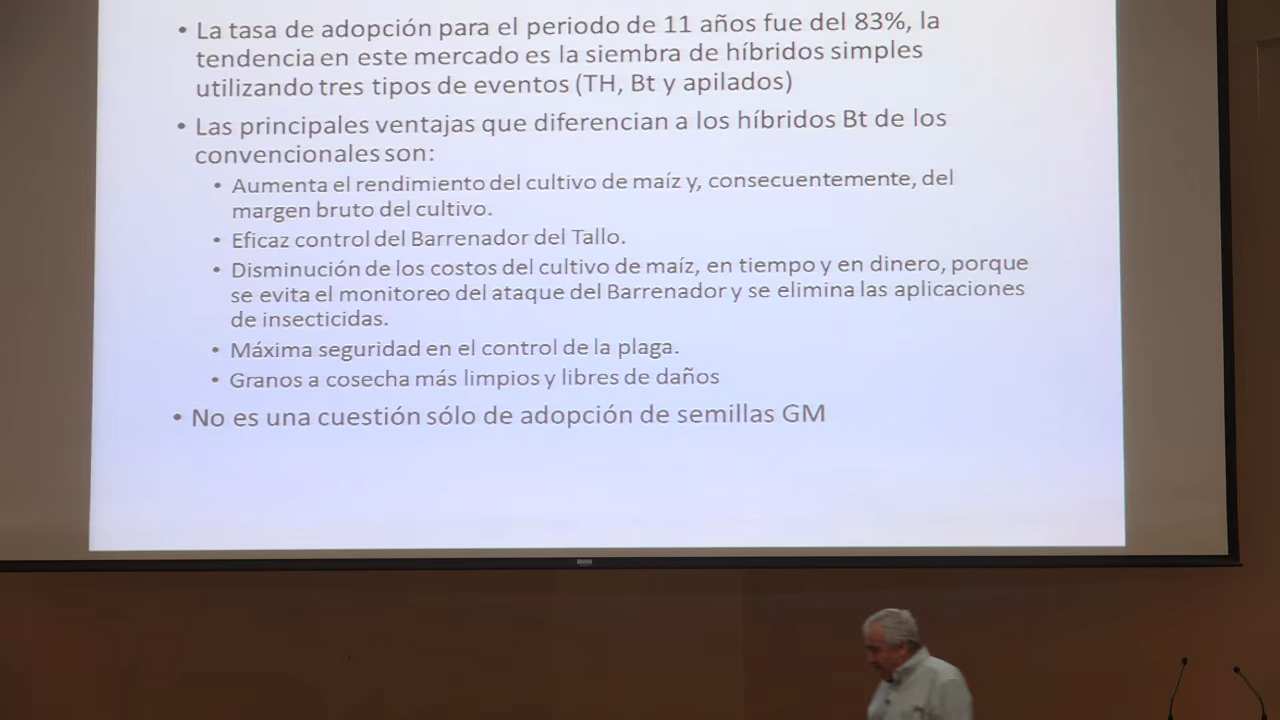 • La tasa de adopción para el periodo de 11 años fue del 83%, la
tendencia en este mercado es la siembra de híbridos simples
utilizando tres tipos de eventos (TH, Bt y apilados)
• Las principales ventajas que diferencian a los híbridos Bt de los
convencionales son:
• Aumenta el rendimiento del cultivo de maíz y, consecuentemente, del
margen bruto del cultivo.
• Eficaz control del Barrenador del Tallo.
• Disminución de los costos del cultivo de maíz, en tiempo y en dinero, porque
se evita el monitoreo del ataque del Barrenador y se elimina las aplicaciones
de insecticidas.
• Máxima seguridad en el control de la plaga.
• Granos a cosecha más limpios y libres de daños
• No es una cuestión sólo de adopción de semillas GM